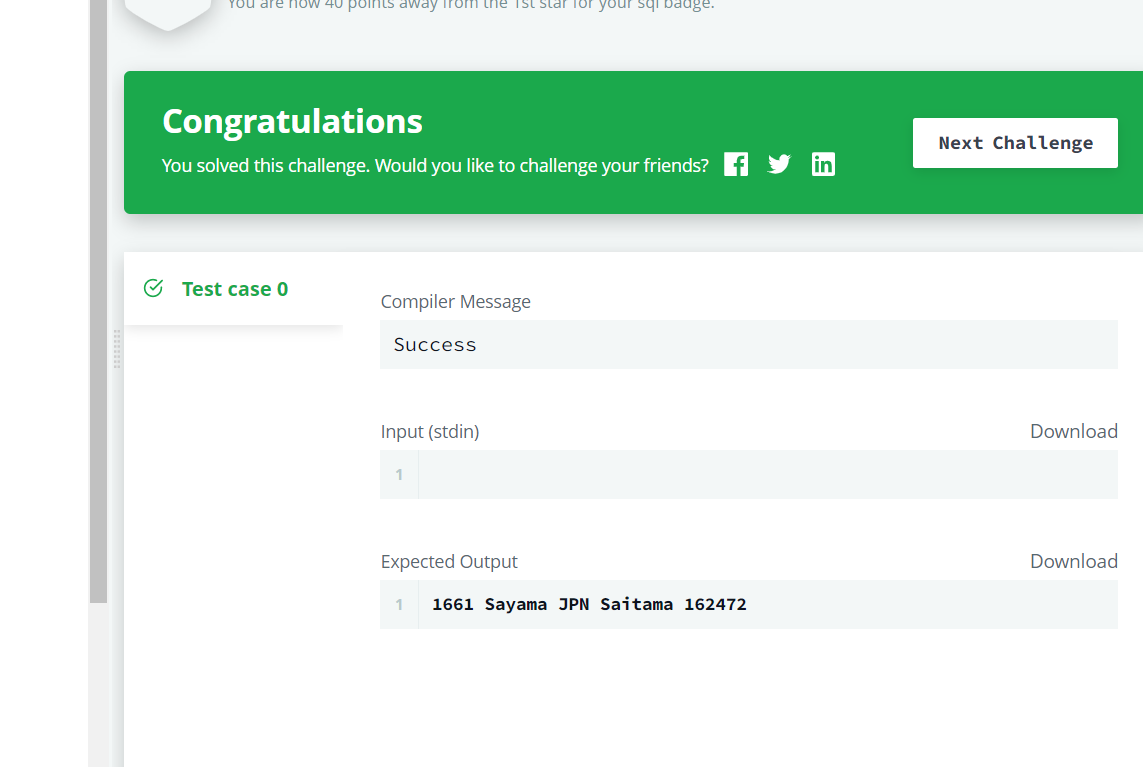 You are now 40 points away from the 1st star for your sql badge.
Congratulations
You solved this challenge. Would you like to challenge your friends?
Next Challenge
Test case 0
Compiler Message
Success
Input (stdin)
Download
1
Expected Output
Download
1 1661 Sayama JPN Saitama 162472